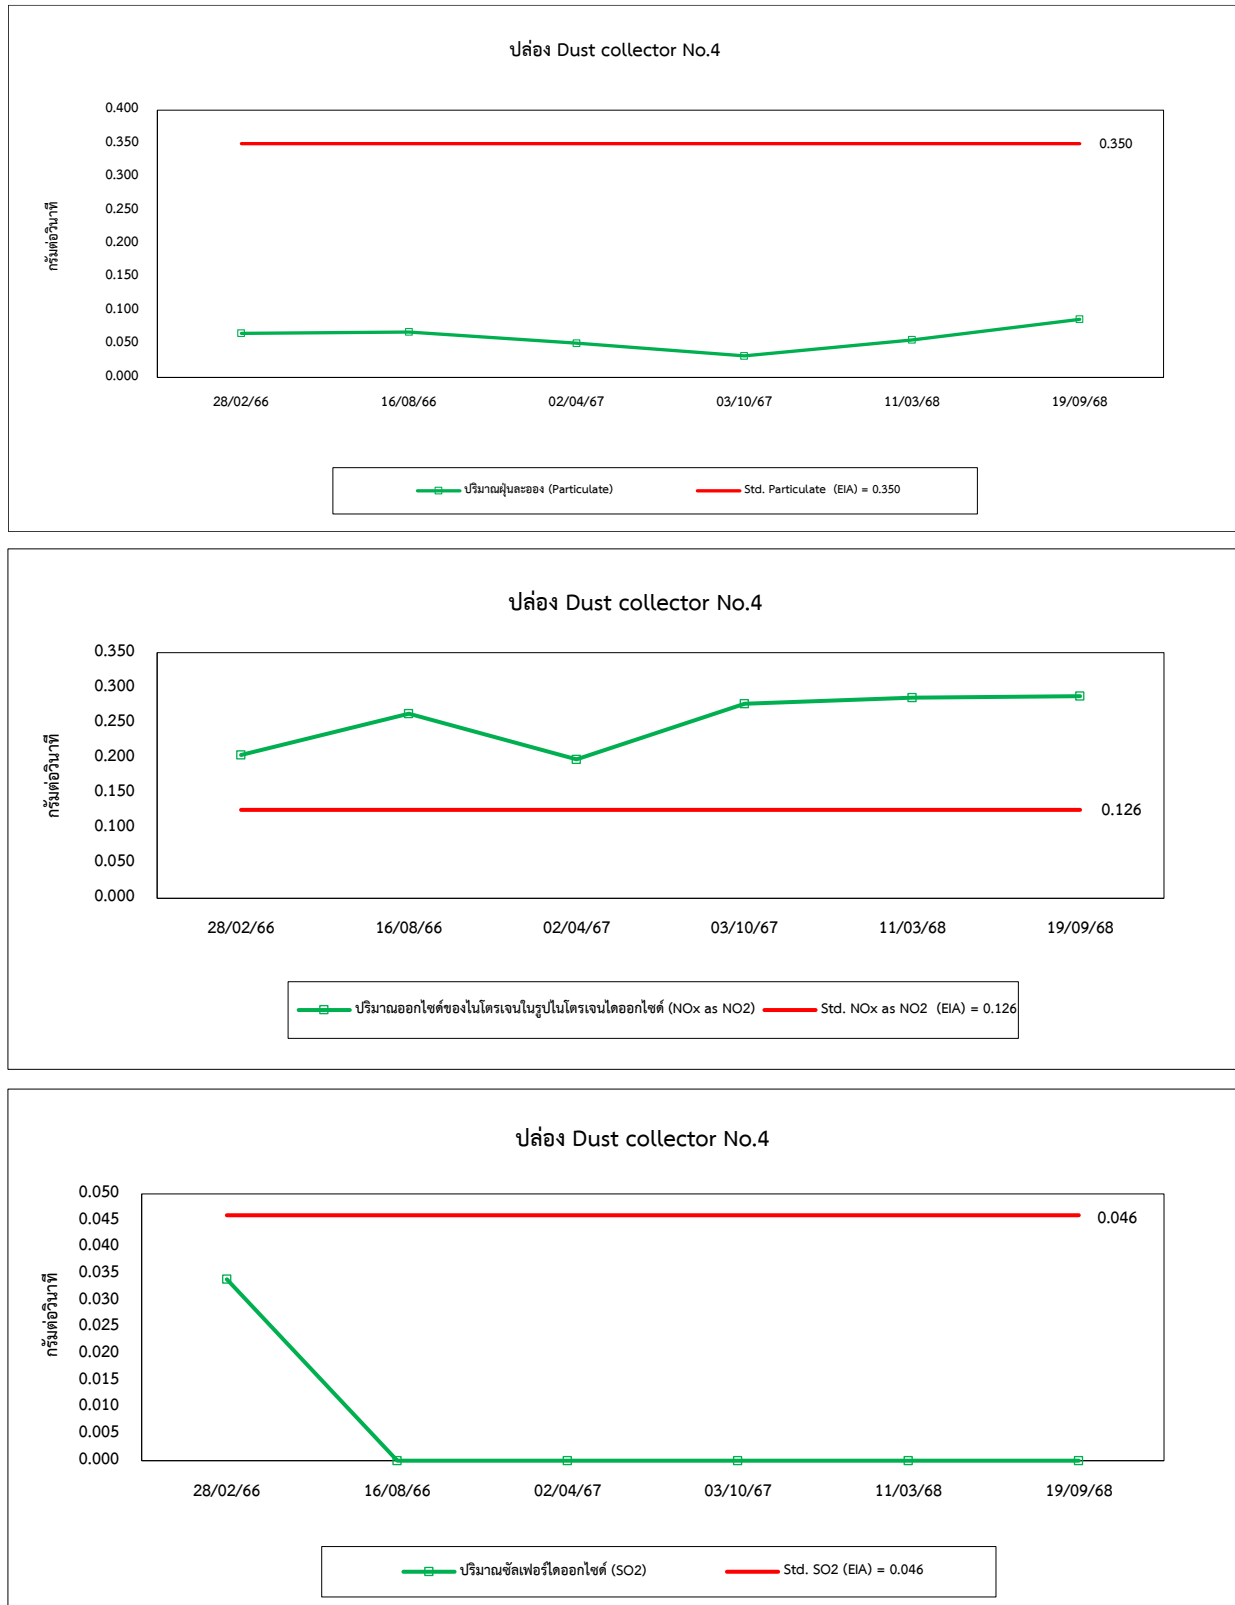 ปล่อง Dust collector No.4
0.400
0.350
0.300
0.250
0.200
0.150
0.100
0.050
0.000
กรัมต่อวินาที
0.350
28/02/66 16/08/66 02/04/67 03/10/67 11/03/68 19/09/68
ปริมาณฝุ่นละออง (Particulate) Std. Particulate (EIA) = 0.350
ปล่อง Dust collector No.4
0.350
0.300
0.250
0.200
0.150
0.100
0.050
0.000
กรัมต่อวินาที
0.126
28/02/66 16/08/66 02/04/67 03/10/67 11/03/68 19/09/68
ปริมาณออกไซด์ของไนโตรเจนในรูปไนโตรเจนไดออกไซด์ (NOx as NO2) Std. NOx as NO2 (EIA) = 0.126
ปล่อง Dust collector No.4
0.050
0.045
0.040
0.035
0.030
0.025
0.020
0.015
0.010
0.005
0.000
กรัมต่อวินาที
0.046
28/02/66 16/08/66 02/04/67 03/10/67 11/03/68 19/09/68
ปริมาณซัลเฟอร์ไดออกไซด์ (SO2) Std. SO2 (EIA) = 0.046